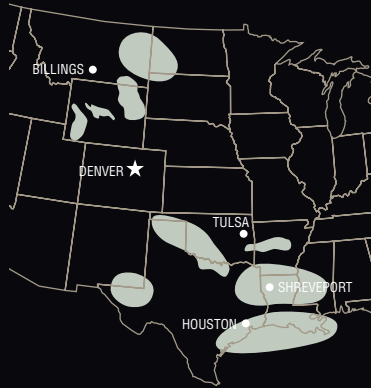 BILLINGS
DENVER
TULSA
SHREVEPORT
HOUSTON